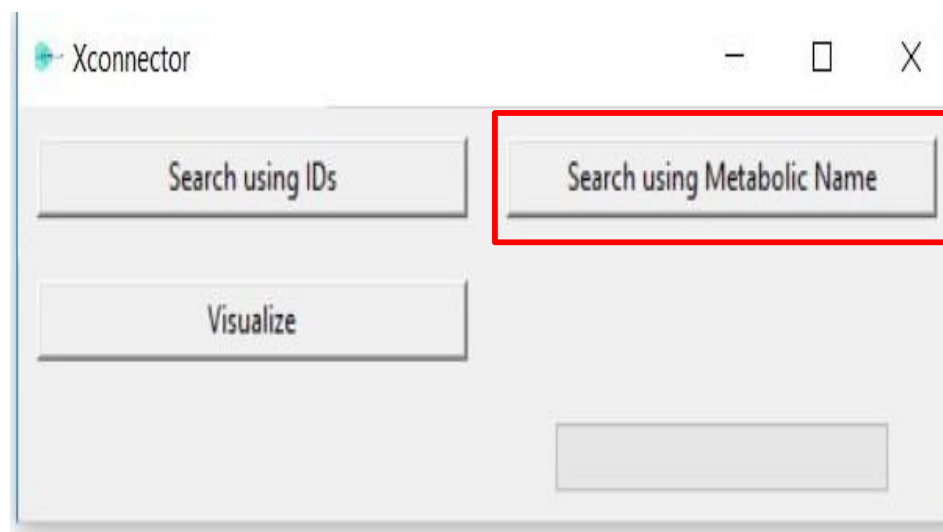 Xconnector
Search using IDs
Search using Metabolic Name
Visualize